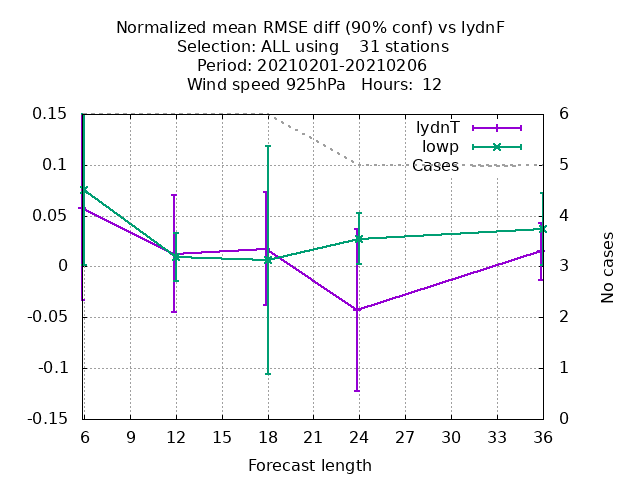 Normalized mean RMSE diff (90% conf) vs lydnF
Selection: ALL using    31 stations
Period: 20210201-20210206
Wind speed 925hPa   Hours:  12
0.15
0.1
0.05
0
-0.05
-0.1
-0.15
lydnT
lowp
Cases
6
5
4
3
2
1
0
No cases
6 9 12 15 18 21 24 27 30 33 36
Forecast length